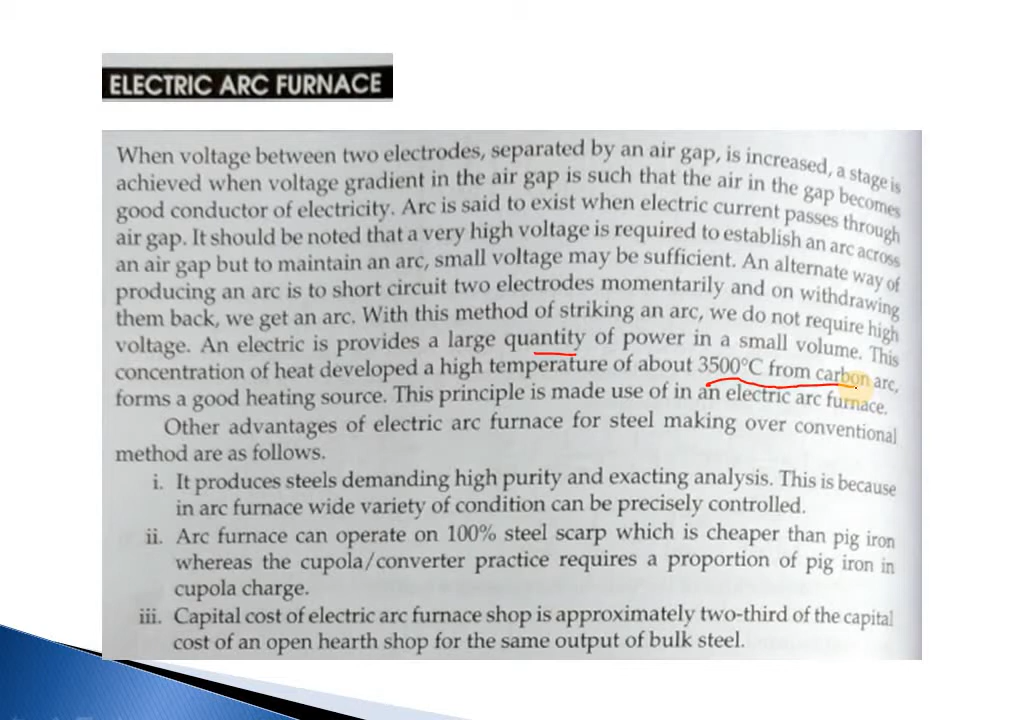 ELECTRIC ARC FURNACE
When voltage between two electrodes, separated by an air gap, is increased, a stage is
achieved when voltage gradient in the air gap is such that the air in the gap becomes
good conductor of electricity. Arc is said to exist when electric current passes through
air gap. It should be noted that a very high voltage is required to establish an arc across
an air gap but to maintain an arc, small voltage may be sufficient. An alternate way of
producing an arc is to short circuit two electrodes momentarily and on withdrawing
them back, we get an arc. With this method of striking an arc, we do not require high
voltage. An electric is provides a large quantity of power in a small volume. This
concentration of heat developed a high temperature of about 3500°C from carbon arc,
forms a good heating source. This principle is made use of in an electric arc furnace.
Other advantages of electric arc furnace for steel making over conventional
method are as follows.
i. It produces steels demanding high purity and exacting analysis. This is because
in arc furnace wide variety of condition can be precisely controlled.
ii. Arc furnace can operate on 100% steel scarp which is cheaper than pig iron
whereas the cupola/converter practice requires a proportion of pig iron in
cupola charge.
iii. Capital cost of electric arc furnace shop is approximately two-third of the capital
cost of an open hearth shop for the same output of bulk steel.